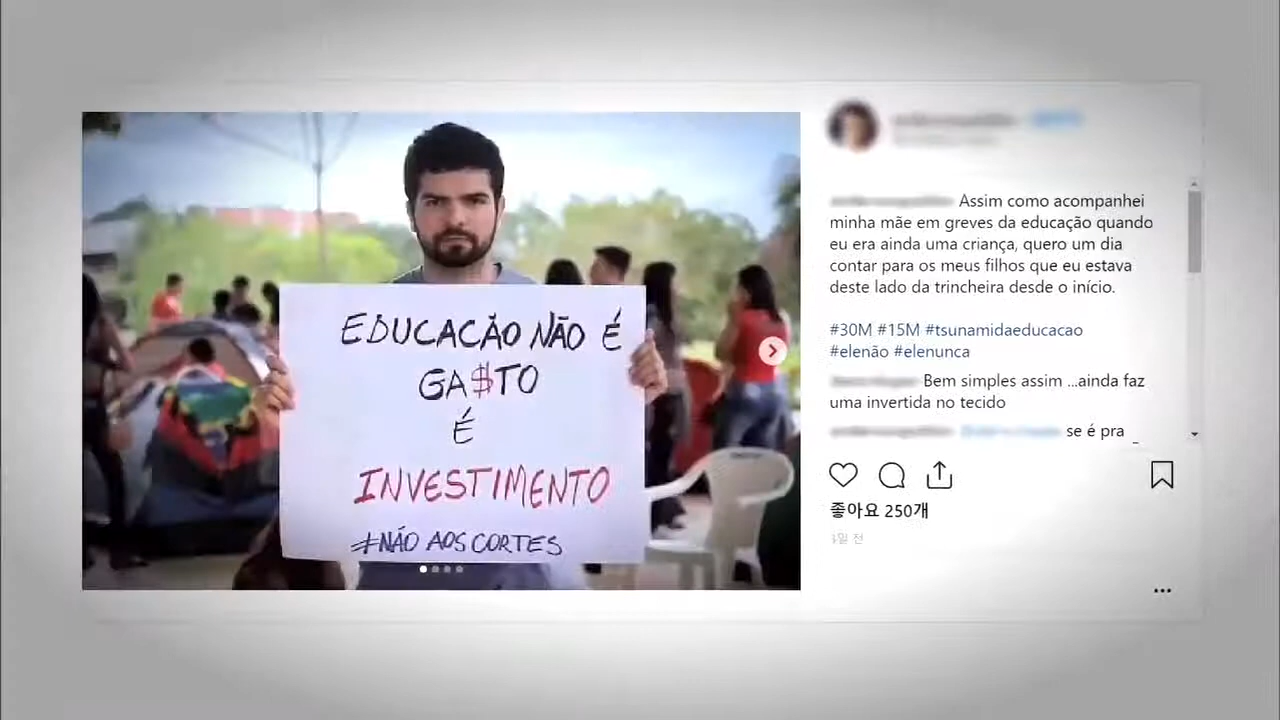 EDUCAÇÃO NÃO É
GA$TO
É
INVESTIMENTO
#NÃO AOS CORTES
Assim como acompanhei
minha mãe em greves da educação quando
eu era ainda uma criança, quero um dia
contar para os meus filhos que eu estava
deste lado da trincheira desde o início.
#30M #15M #tsunamidaeducacao
#elenão #elenunca
Bem simples assim ...ainda faz
uma invertida no tecido
se é pra _
좋아요 250개
1일 전